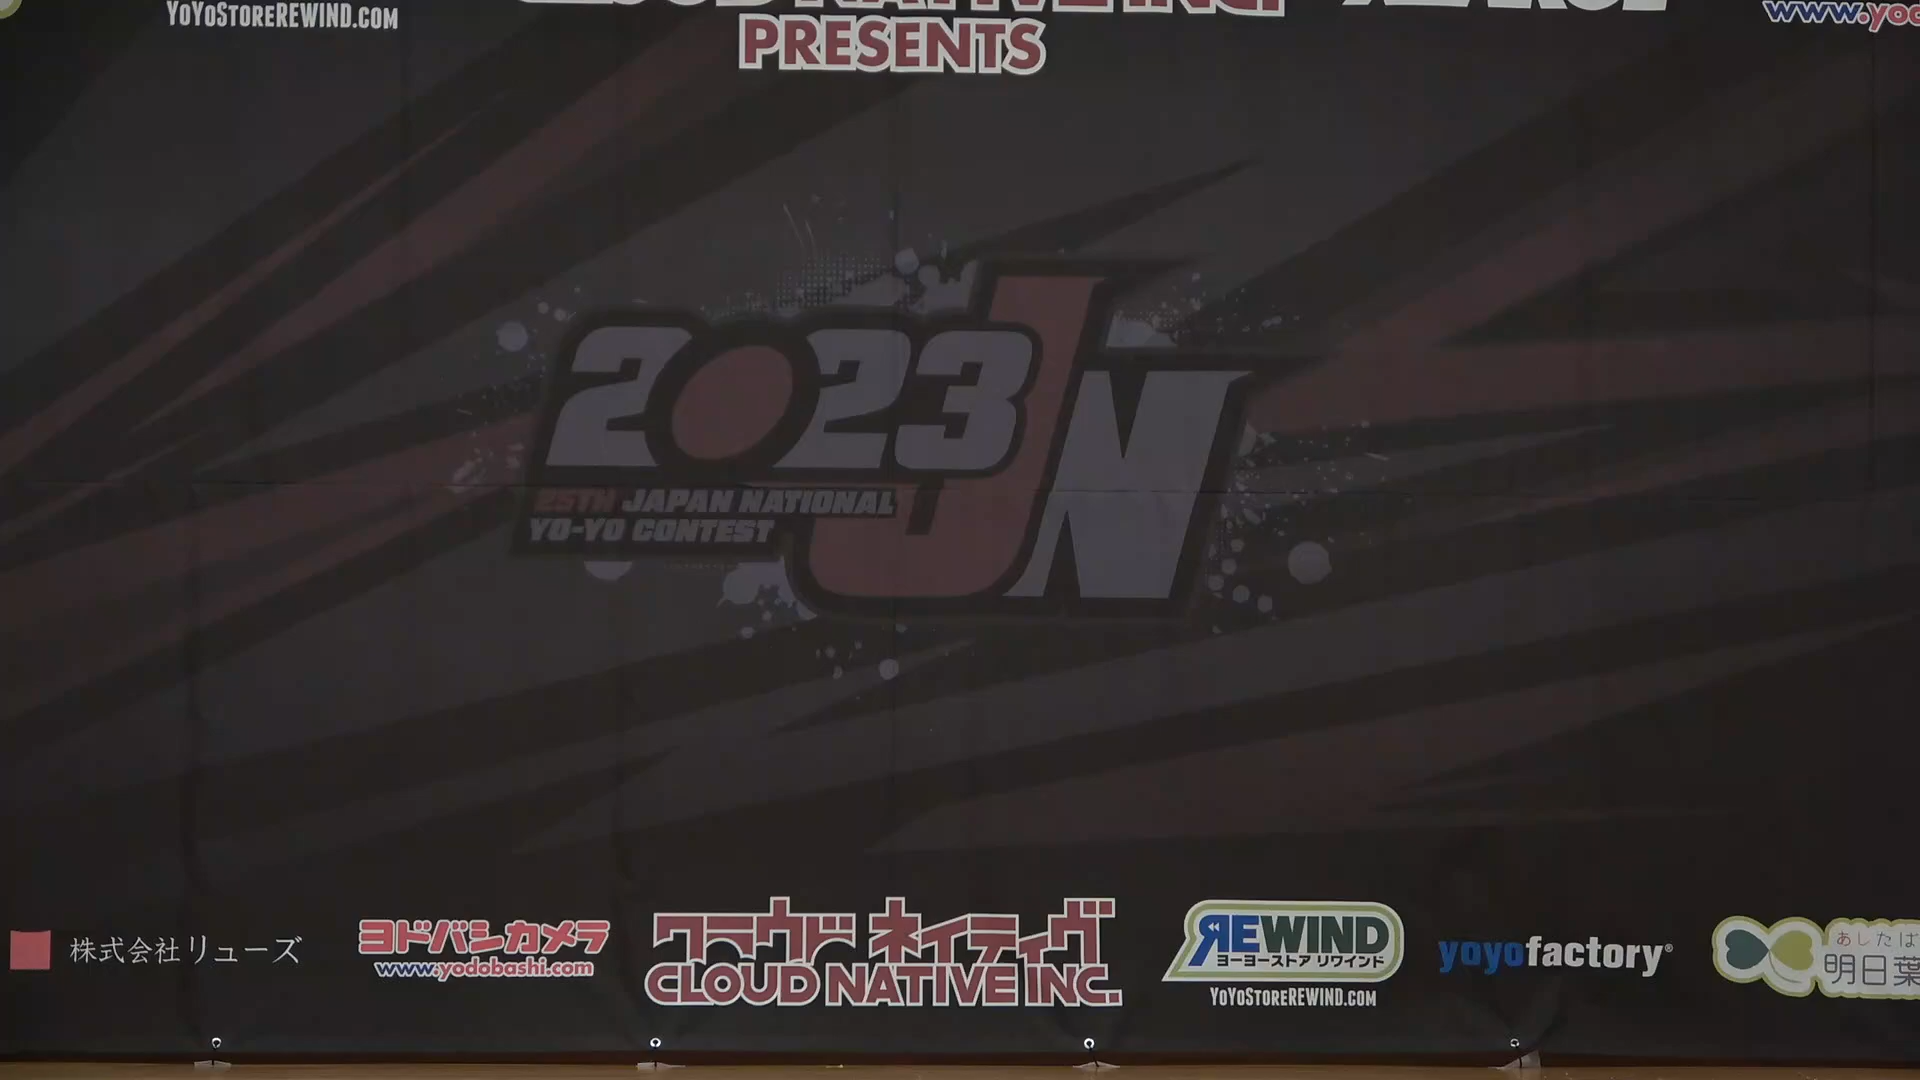 YoYoStoreREWIND.com
PRESENTS
2023
JN
25TH JAPAN NATIONAL
YO-YO CONTEST
株式会社リューズ
ヨドバシカメラ
www.yodobashi.com
クラウドネイティヴ
CLOUD NATIVE INC.
REWIND
ヨーヨーストア リワインド
YoYoStoreREWIND.com
yoyofactory®
あしたば
明日葉